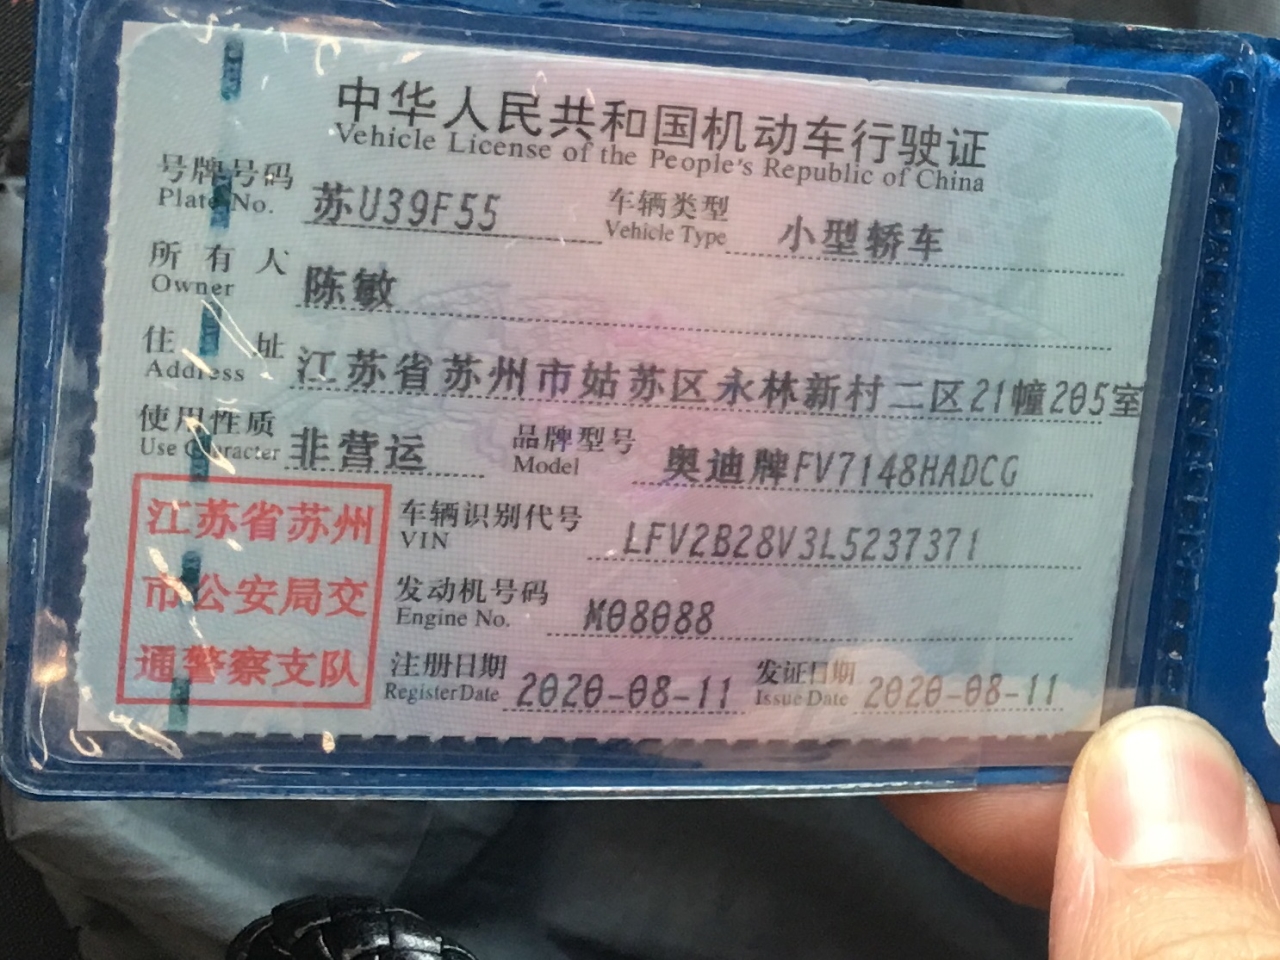 中华人民共和国机动车行驶证
Vehicle License of the People's Republic of China
号牌号码 苏U39F55 车辆类型 小型轿车
Plate No. Vehicle Type
所有人 陈敏
Owner
住址 江苏省苏州市姑苏区永林新村二区21幢205室
Address
使用性质 非营运 品牌型号 奥迪牌FV7148HADCG
Use Character Model
江苏省苏州
市公安局交
通警察支队
车辆识别代号 LFV2B28V3L5237371
VIN
发动机号码 M08088
Engine No.
注册日期 2020-08-11 发证日期 2020-08-11
Register Date Issue Date